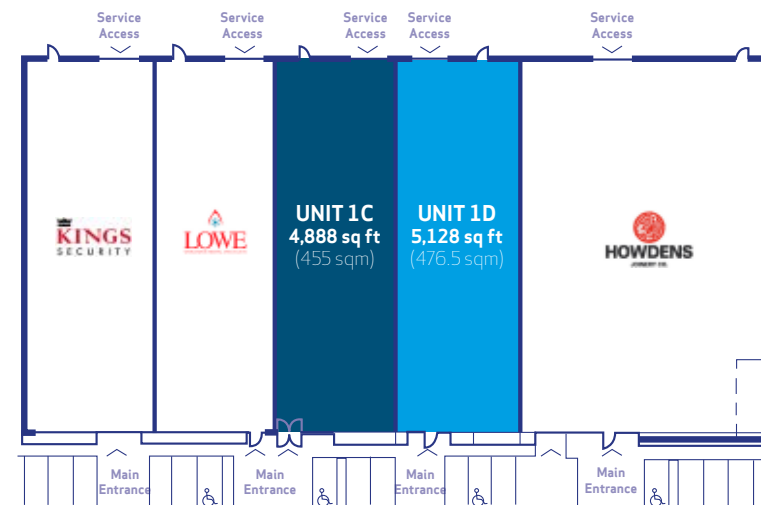 Service
Access
Service
Access
Service
Access
Service
Access
Service
Access
KINGS
SECURITY
LOWE
UNIT 1C
4,888 sq ft
(455 sqm)
UNIT 1D
5,128 sq ft
(476.5 sqm)
HOWDENS
JOINERY CO.
Main
Entrance
Main
Entrance
Main
Entrance
Main
Entrance